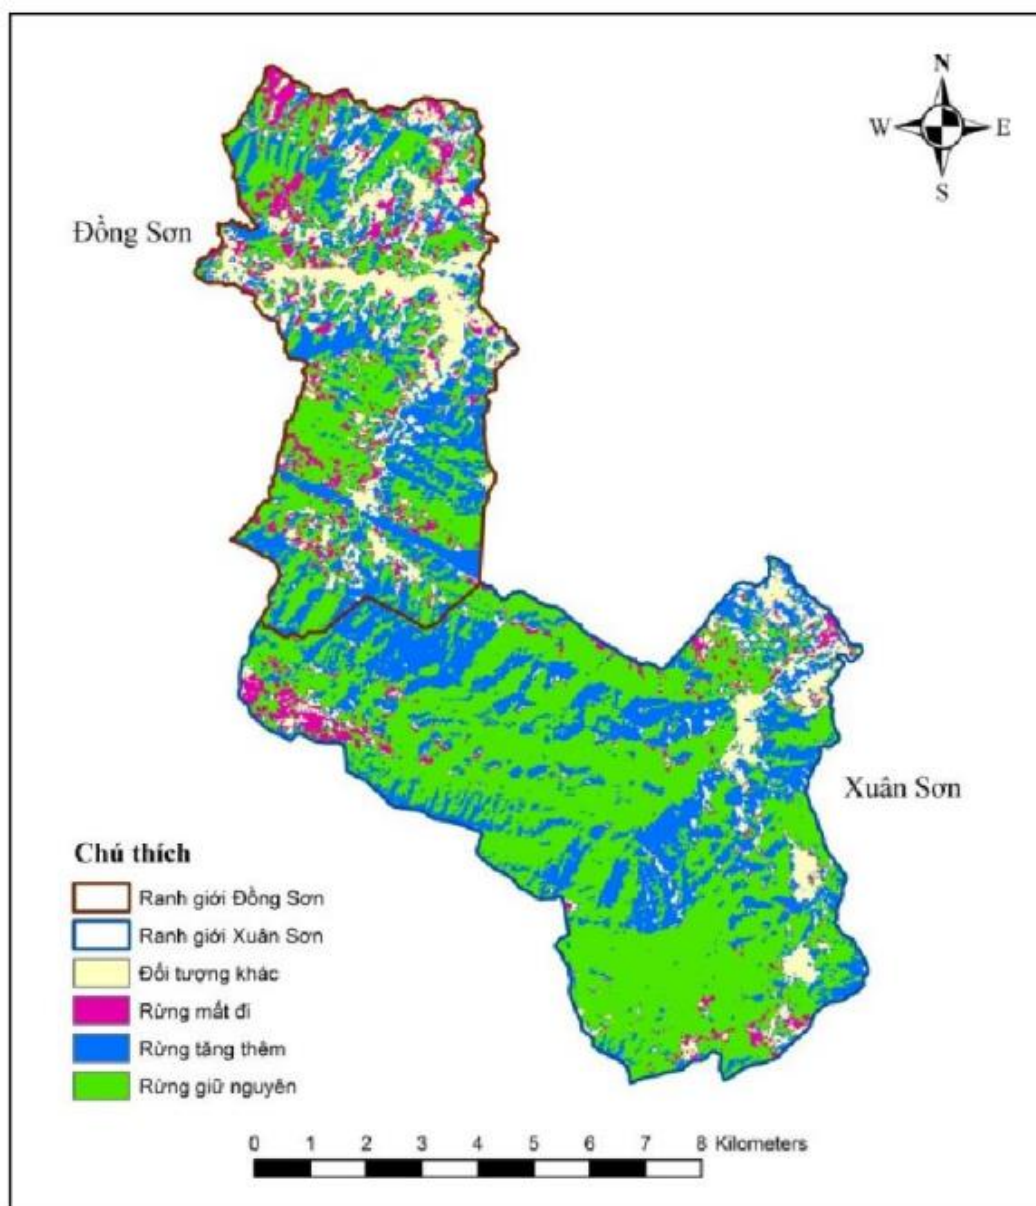 N
W E
S
Đồng Sơn
Xuân Sơn
Chú thích
Ranh giới Đồng Sơn
Ranh giới Xuân Sơn
Đối tượng khác
Rừng mất đi
Rừng tăng thêm
Rừng giữ nguyên
0 1 2 3 4 5 6 7 8 Kilometers